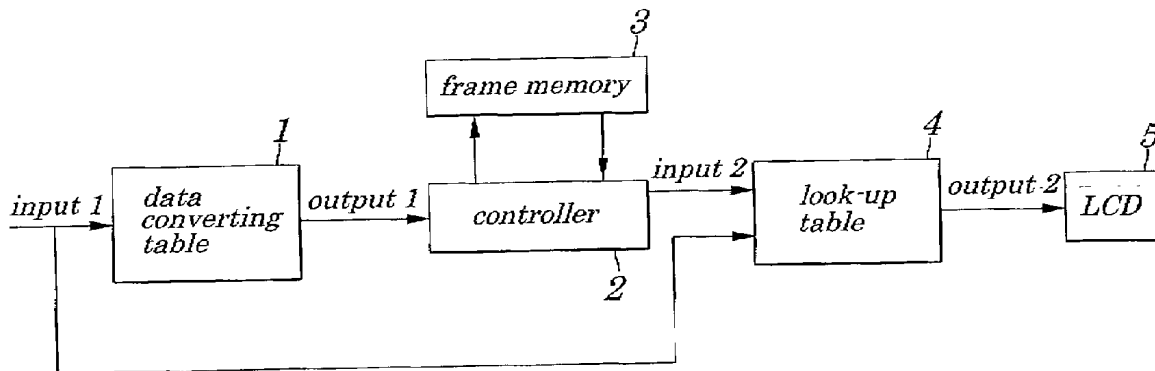 3
frame memory
1
4
5
input 1
data
converting
table
output 1
controller
input 2
look-up
table
output 2
LCD
2